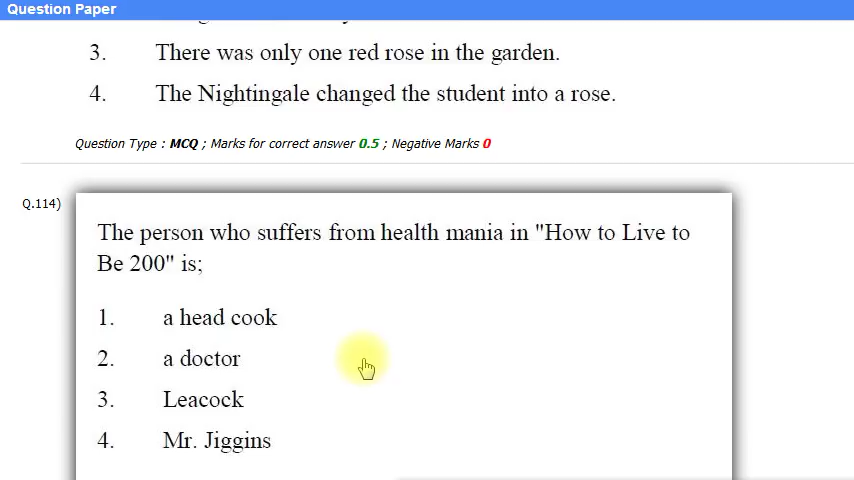 Question Paper
3. There was only one red rose in the garden.
4. The Nightingale changed the student into a rose.
Question Type : MCQ ; Marks for correct answer 0.5 ; Negative Marks 0
Q.114)
The person who suffers from health mania in "How to Live to
Be 200" is;
1. a head cook
2. a doctor
3. Leacock
4. Mr. Jiggins